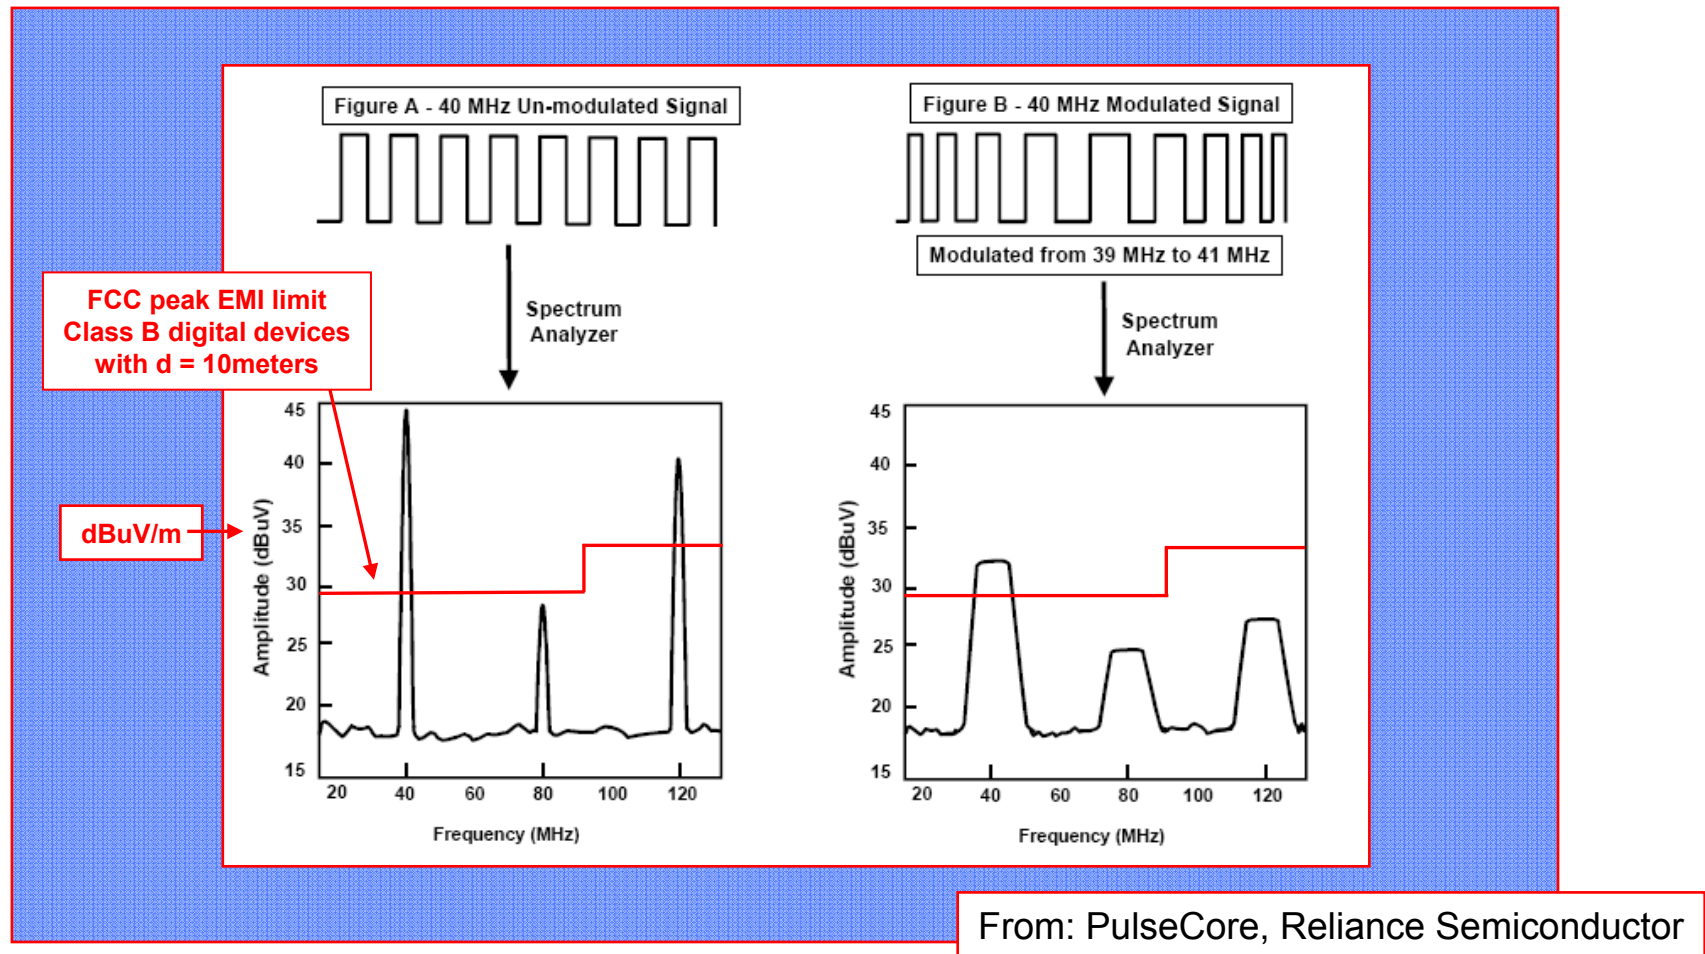 Figure A - 40 MHz Un-modulated Signal
Figure B - 40 MHz Modulated Signal
Modulated from 39 MHz to 41 MHz
FCC peak EMI limit
Class B digital devices
with d = 10meters
Spectrum
Analyzer
Spectrum
Analyzer
dBuV/m
Amplitude (dBuV)
45
40
35
30
25
20
15
20 40 60 80 100 120
Frequency (MHz)
Amplitude (dBuV)
45
40
35
30
25
20
15
20 40 60 80 100 120
Frequency (MHz)
From: PulseCore, Reliance Semiconductor